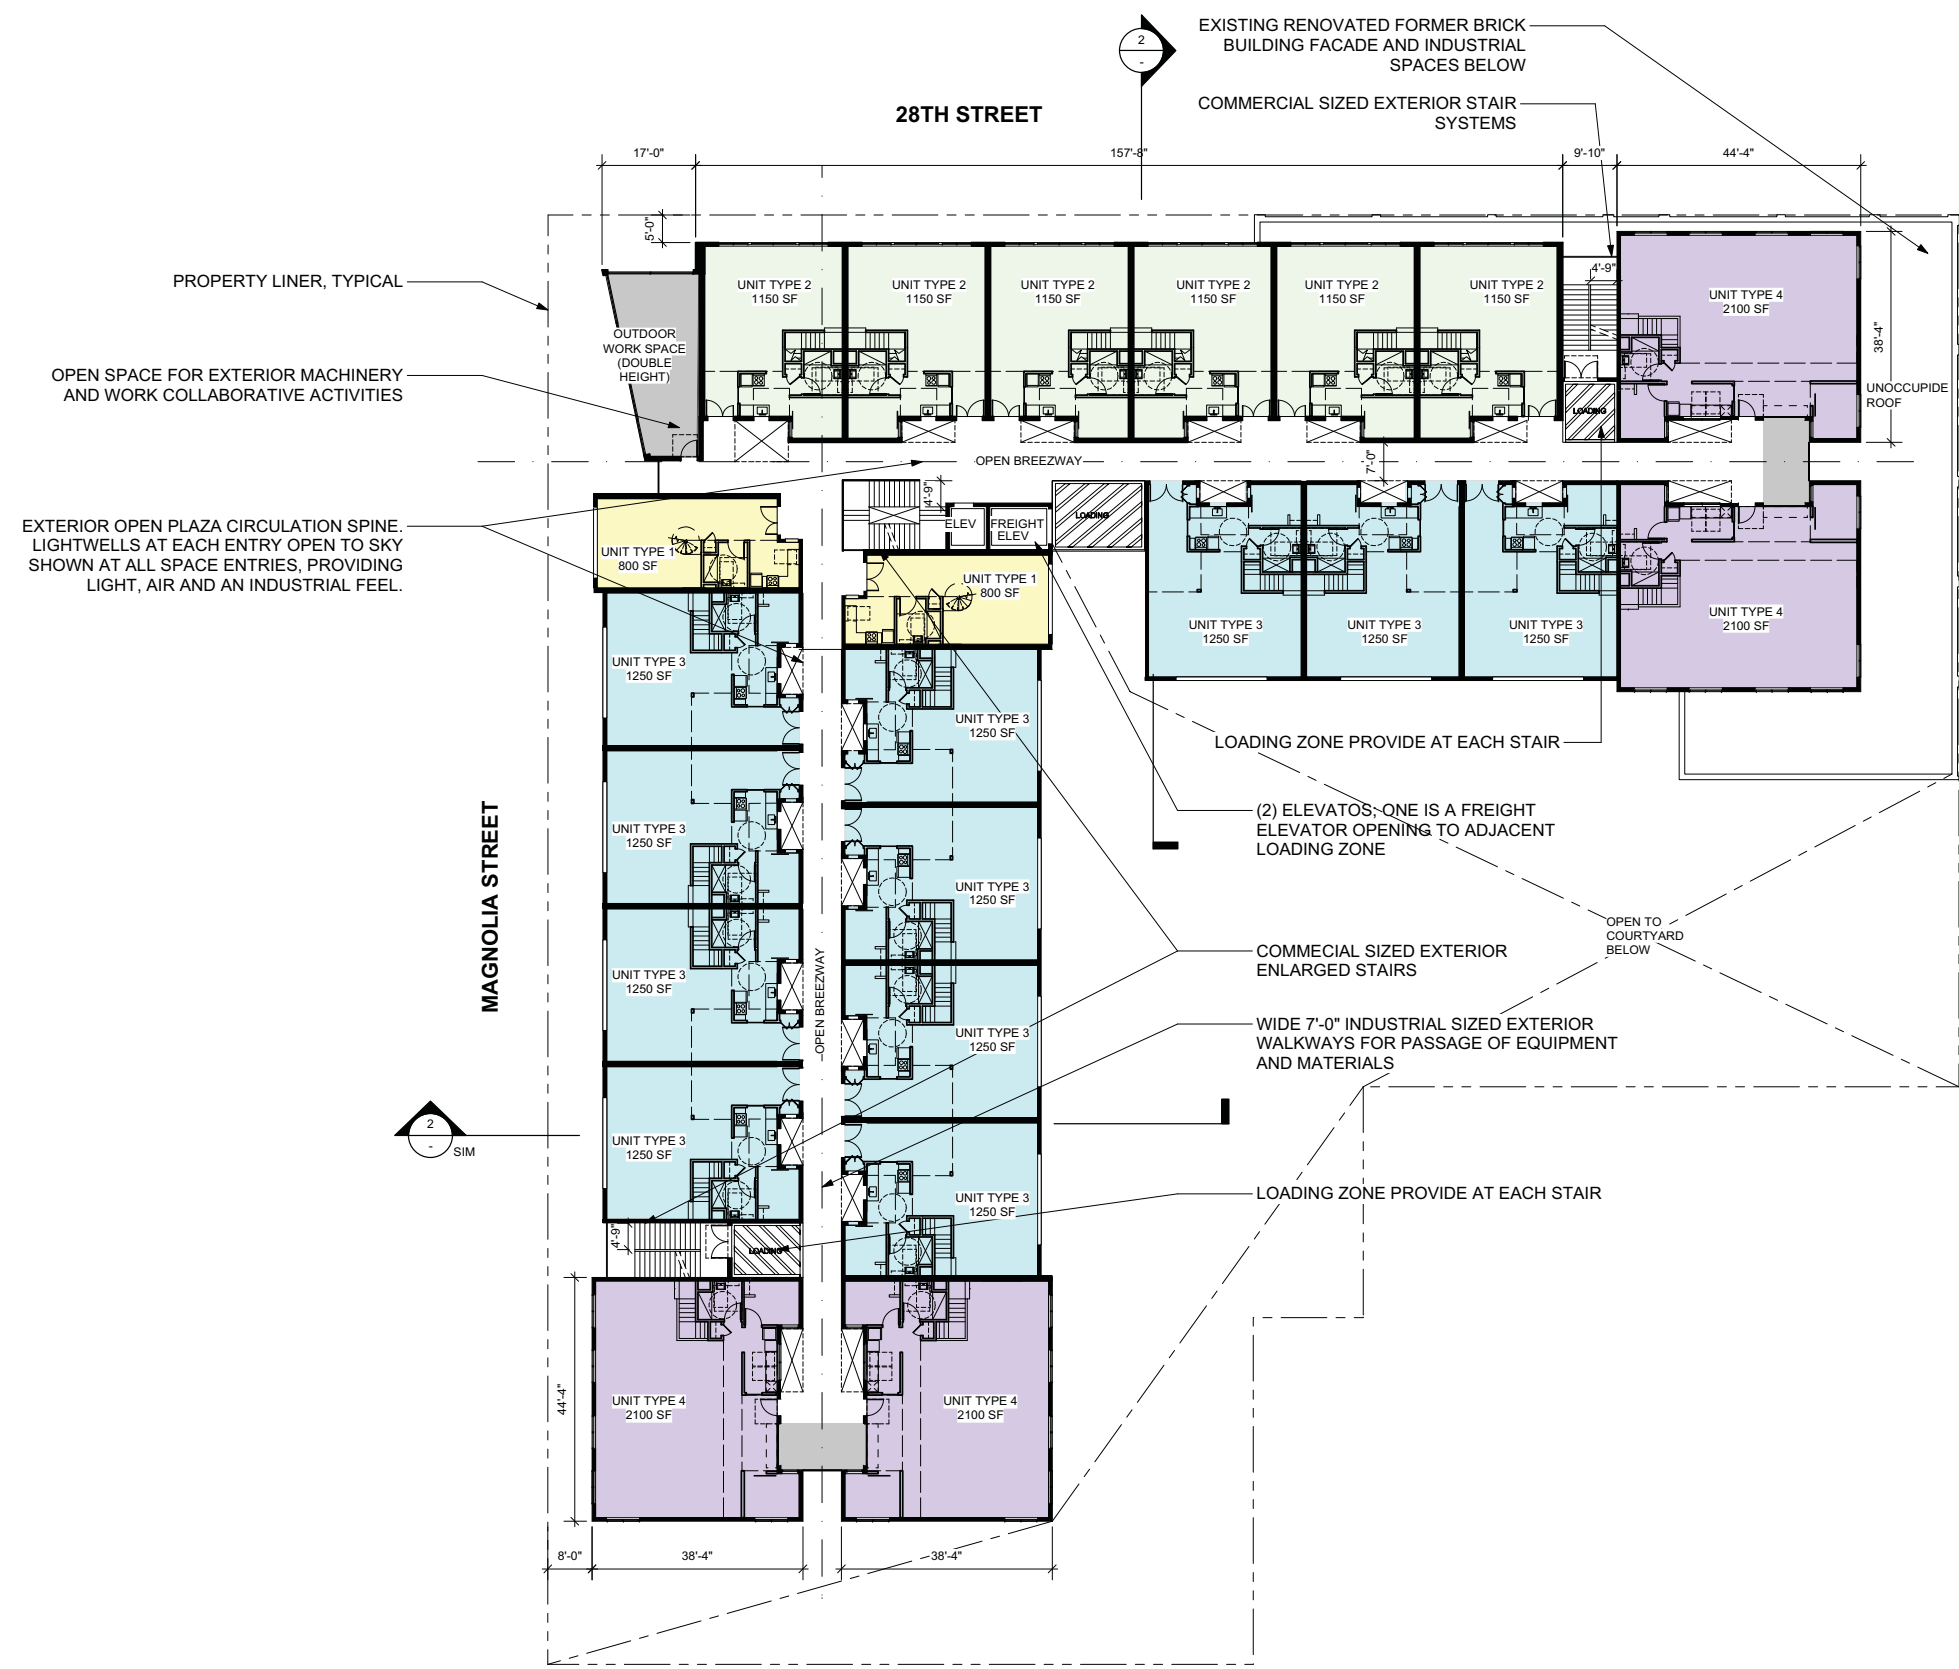 2
-
EXISTING RENOVATED FORMER BRICK
BUILDING FACADE AND INDUSTRIAL
SPACES BELOW
28TH STREET
COMMERCIAL SIZED EXTERIOR STAIR
SYSTEMS
17'-0"
157'-8"
9'-10"
44'-4"
5'-0"
PROPERTY LINER, TYPICAL
OUTDOOR
WORK SPACE
(DOUBLE
HEIGHT)
UNIT TYPE 2
1150 SF
UNIT TYPE 2
1150 SF
UNIT TYPE 2
1150 SF
UNIT TYPE 2
1150 SF
UNIT TYPE 2
1150 SF
UNIT TYPE 2
1150 SF
4'-9"
UNIT TYPE 4
2100 SF
38'-4"
OPEN SPACE FOR EXTERIOR MACHINERY
AND WORK COLLABORATIVE ACTIVITIES
UNOCCUPIDE
ROOF
LOADING
OPEN BREEZWAY
7'-0"
4'-9"
EXTERIOR OPEN PLAZA CIRCULATION SPINE.
LIGHTWELLS AT EACH ENTRY OPEN TO SKY
SHOWN AT ALL SPACE ENTRIES, PROVIDING
LIGHT, AIR AND AN INDUSTRIAL FEEL.
UNIT TYPE 1
800 SF
ELEV
FREIGHT
ELEV
LOADING
UNIT TYPE 1
800 SF
UNIT TYPE 3
1250 SF
UNIT TYPE 3
1250 SF
UNIT TYPE 3
1250 SF
UNIT TYPE 4
2100 SF
UNIT TYPE 3
1250 SF
UNIT TYPE 3
1250 SF
LOADING ZONE PROVIDE AT EACH STAIR
MAGNOLIA STREET
UNIT TYPE 3
1250 SF
UNIT TYPE 3
1250 SF
(2) ELEVATOS; ONE IS A FREIGHT
ELEVATOR OPENING TO ADJACENT
LOADING ZONE
OPEN TO
COURTYARD
BELOW
UNIT TYPE 3
1250 SF
OPEN BREEZWAY
UNIT TYPE 3
1250 SF
COMMECIAL SIZED EXTERIOR
ENLARGED STAIRS
WIDE 7'-0" INDUSTRIAL SIZED EXTERIOR
WALKWAYS FOR PASSAGE OF EQUIPMENT
AND MATERIALS
2
-
SIM
UNIT TYPE 3
1250 SF
UNIT TYPE 3
1250 SF
LOADING ZONE PROVIDE AT EACH STAIR
4'-9"
LOADING
44'-4"
UNIT TYPE 4
2100 SF
UNIT TYPE 4
2100 SF
8'-0"
38'-4"
38'-4"